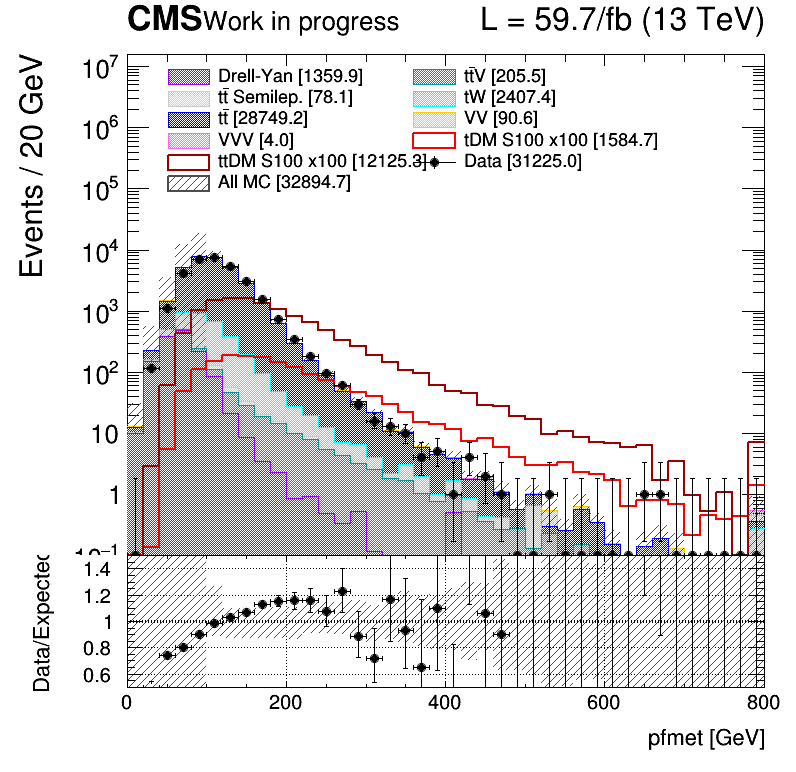 CMS Work in progress L = 59.7/fb (13 TeV)
Events / 20 GeV
10⁷
10⁶
10⁵
10⁴
10³
10²
10
1
10⁻¹
Drell-Yan [1359.9]
tt̄V [205.5]
tt̄ Semilep. [78.1]
tW [2407.4]
tt̄ [28749.2]
VV [90.6]
VVV [4.0]
tDM S100 x100 [1584.7]
ttDM S100 x100 [12125.3]
Data [31225.0]
All MC [32894.7]
Data/Expected
1.4
1.2
1
0.8
0.6
0 200 400 600 800
pfmet [GeV]